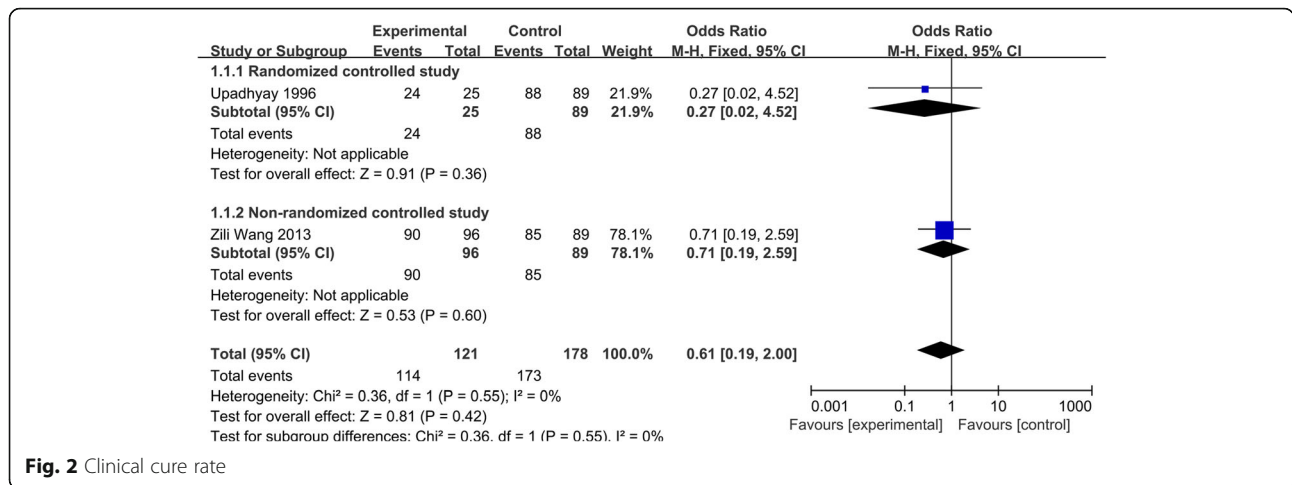 Experimental Control Odds Ratio Odds Ratio
Study or Subgroup Events Total Events Total Weight M-H, Fixed, 95% CI M-H, Fixed, 95% CI
1.1.1 Randomized controlled study
Upadhyay 1996 24 25 88 89 21.9% 0.27 [0.02, 4.52]
Subtotal (95% CI) 25 89 21.9% 0.27 [0.02, 4.52]
Total events 24 88
Heterogeneity: Not applicable
Test for overall effect: Z = 0.91 (P = 0.36)
1.1.2 Non-randomized controlled study
Zili Wang 2013 90 96 85 89 78.1% 0.71 [0.19, 2.59]
Subtotal (95% CI) 96 89 78.1% 0.71 [0.19, 2.59]
Total events 90 85
Heterogeneity: Not applicable
Test for overall effect: Z = 0.53 (P = 0.60)
Total (95% CI) 121 178 100.0% 0.61 [0.19, 2.00]
Total events 114 173
Heterogeneity: Chi² = 0.36, df = 1 (P = 0.55); I² = 0%
Test for overall effect: Z = 0.81 (P = 0.42)
Test for subgroup differences: Chi² = 0.36, df = 1 (P = 0.55), I² = 0%
0.001 0.1 1 10 1000
Favours [experimental] Favours [control]
Fig. 2 Clinical cure rate